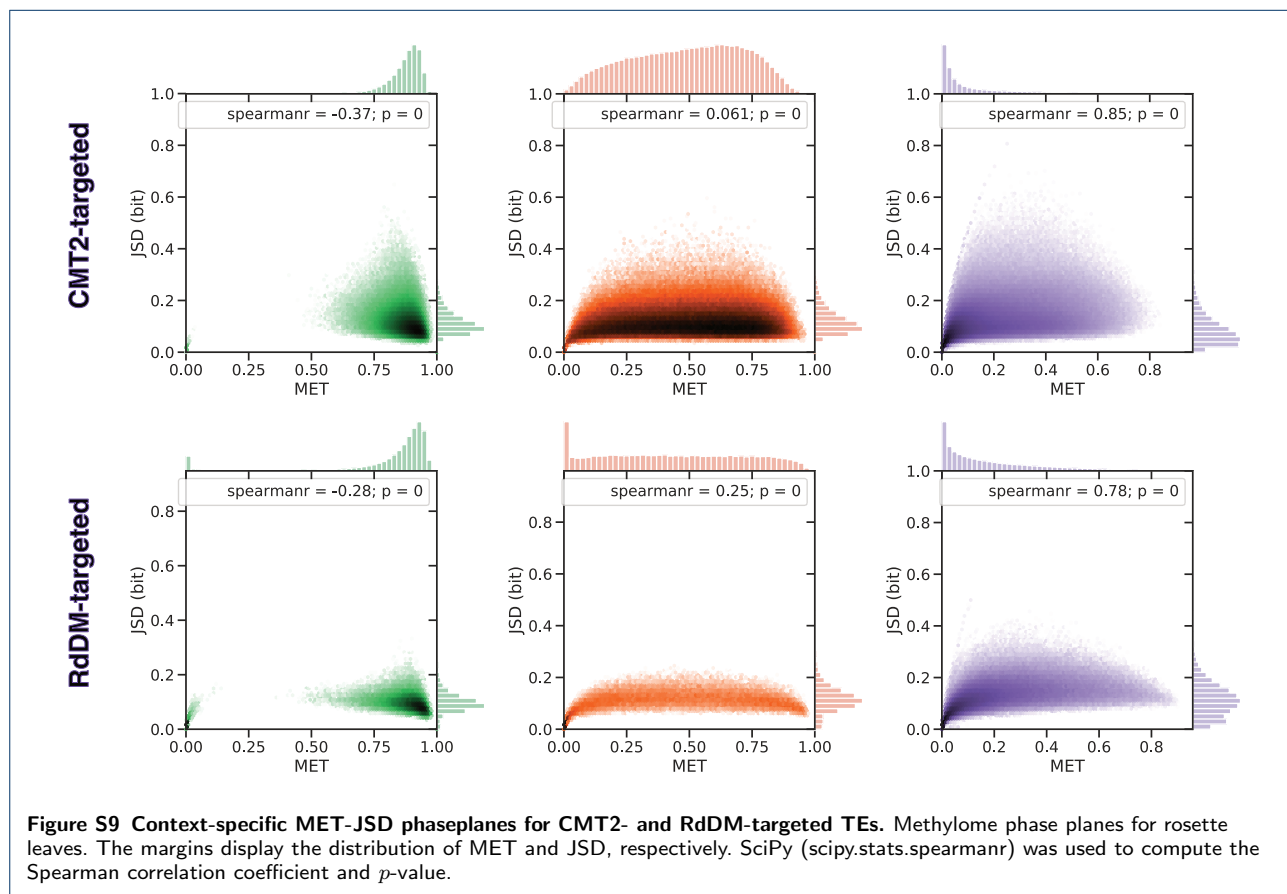 CMT2-targeted
spearmanr = -0.37; p = 0
1.0
0.8
0.6
0.4
0.2
0.0
JSD (bit)
0.00 0.25 0.50 0.75 1.00
MET
spearmanr = 0.061; p = 0
1.0
0.8
0.6
0.4
0.2
0.0
JSD (bit)
0.00 0.25 0.50 0.75 1.00
MET
spearmanr = 0.85; p = 0
1.0
0.8
0.6
0.4
0.2
0.0
JSD (bit)
0.0 0.2 0.4 0.6 0.8
MET
RdDM-targeted
spearmanr = -0.28; p = 0
0.8
0.6
0.4
0.2
0.0
JSD (bit)
0.00 0.25 0.50 0.75 1.00
MET
spearmanr = 0.25; p = 0
0.8
0.6
0.4
0.2
0.0
JSD (bit)
0.00 0.25 0.50 0.75 1.00
MET
spearmanr = 0.78; p = 0
1.0
0.8
0.6
0.4
0.2
0.0
JSD (bit)
0.0 0.2 0.4 0.6 0.8
MET
Figure S9 Context-specific MET-JSD phaseplanes for CMT2- and RdDM-targeted TEs. Methylome phase planes for rosette
leaves. The margins display the distribution of MET and JSD, respectively. SciPy (scipy.stats.spearmanr) was used to compute the
Spearman correlation coefficient and p-value.